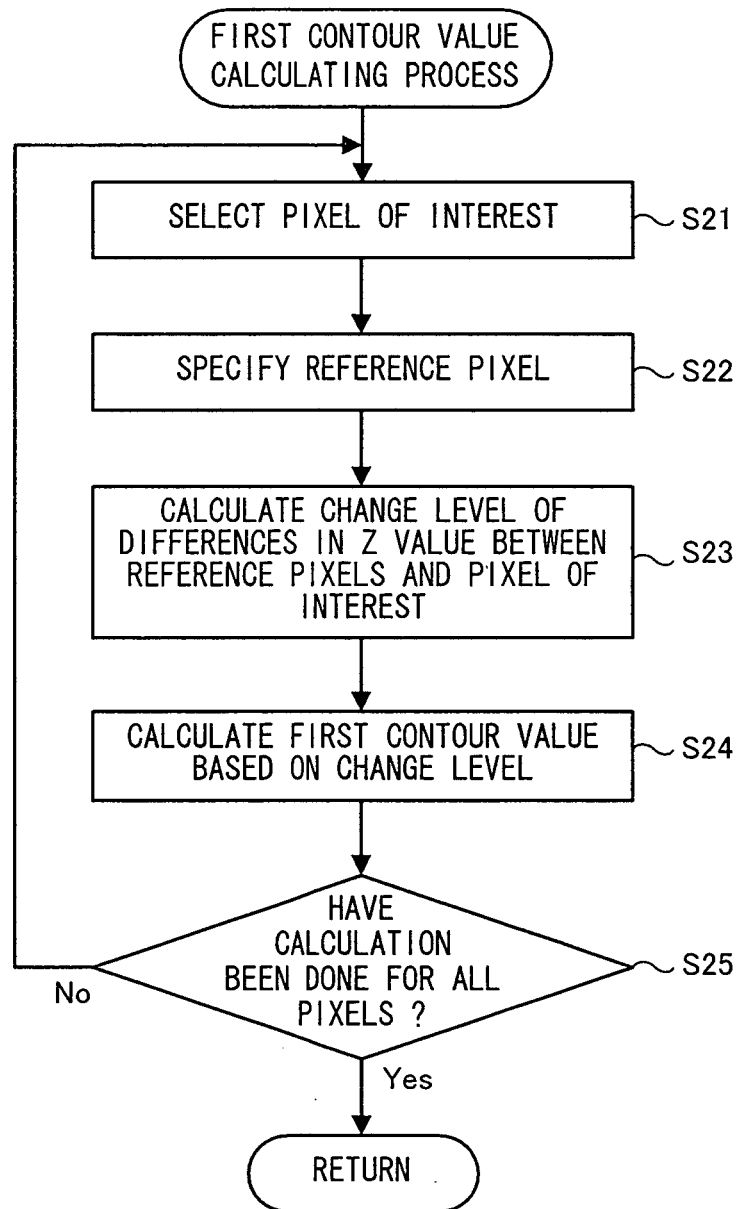 FIRST CONTOUR VALUE
CALCULATING PROCESS
SELECT PIXEL OF INTEREST
S21
SPECIFY REFERENCE PIXEL
S22
CALCULATE CHANGE LEVEL OF
DIFFERENCES IN Z VALUE BETWEEN
REFERENCE PIXELS AND PIXEL OF
INTEREST
S23
CALCULATE FIRST CONTOUR VALUE
BASED ON CHANGE LEVEL
S24
HAVE
CALCULATION
BEEN DONE FOR ALL
PIXELS ?
S25
No
Yes
RETURN